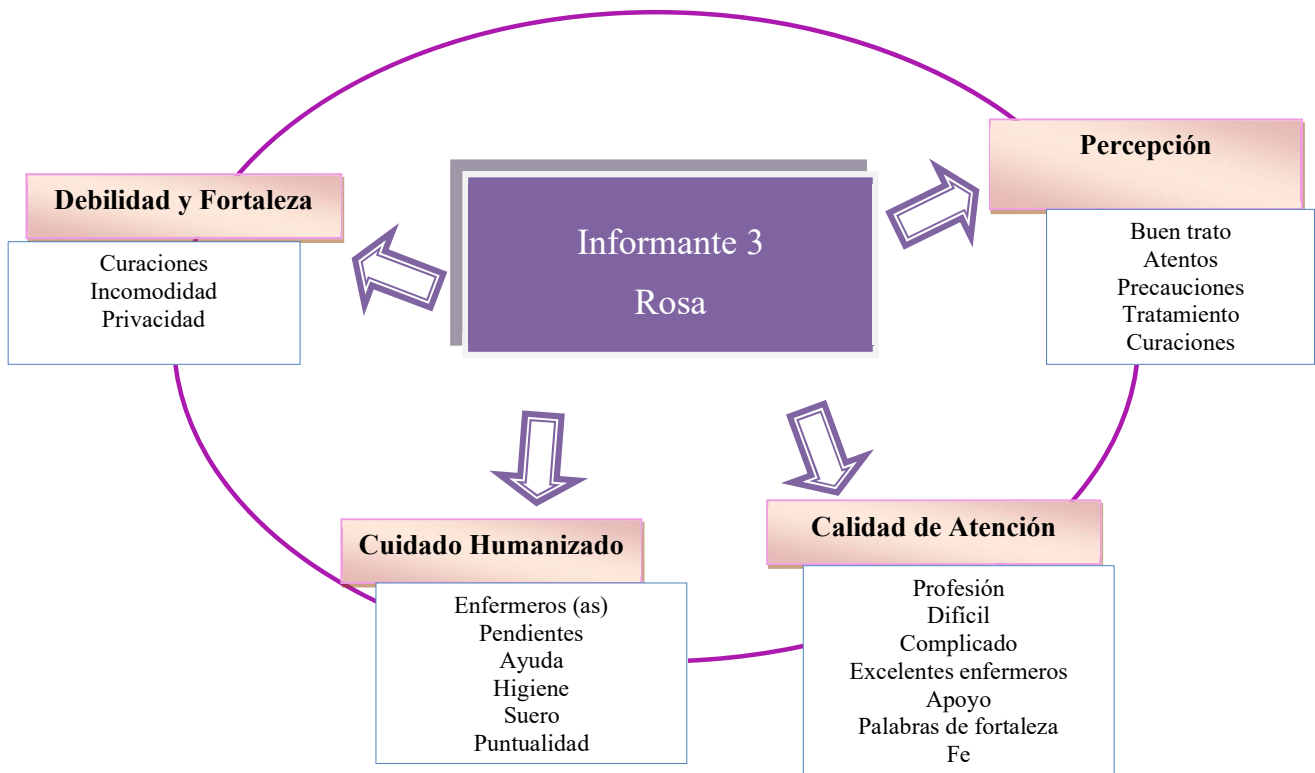 Informante 3
Rosa
Debilidad y Fortaleza
Curaciones
Incomodidad
Privacidad
Percepción
Buen trato
Atentos
Precauciones
Tratamiento
Curaciones
Cuidado Humanizado
Enfermeros (as)
Pendientes
Ayuda
Higiene
Suero
Puntualidad
Calidad de Atención
Profesión
Difícil
Complicado
Excelentes enfermeros
Apoyo
Palabras de fortaleza
Fe